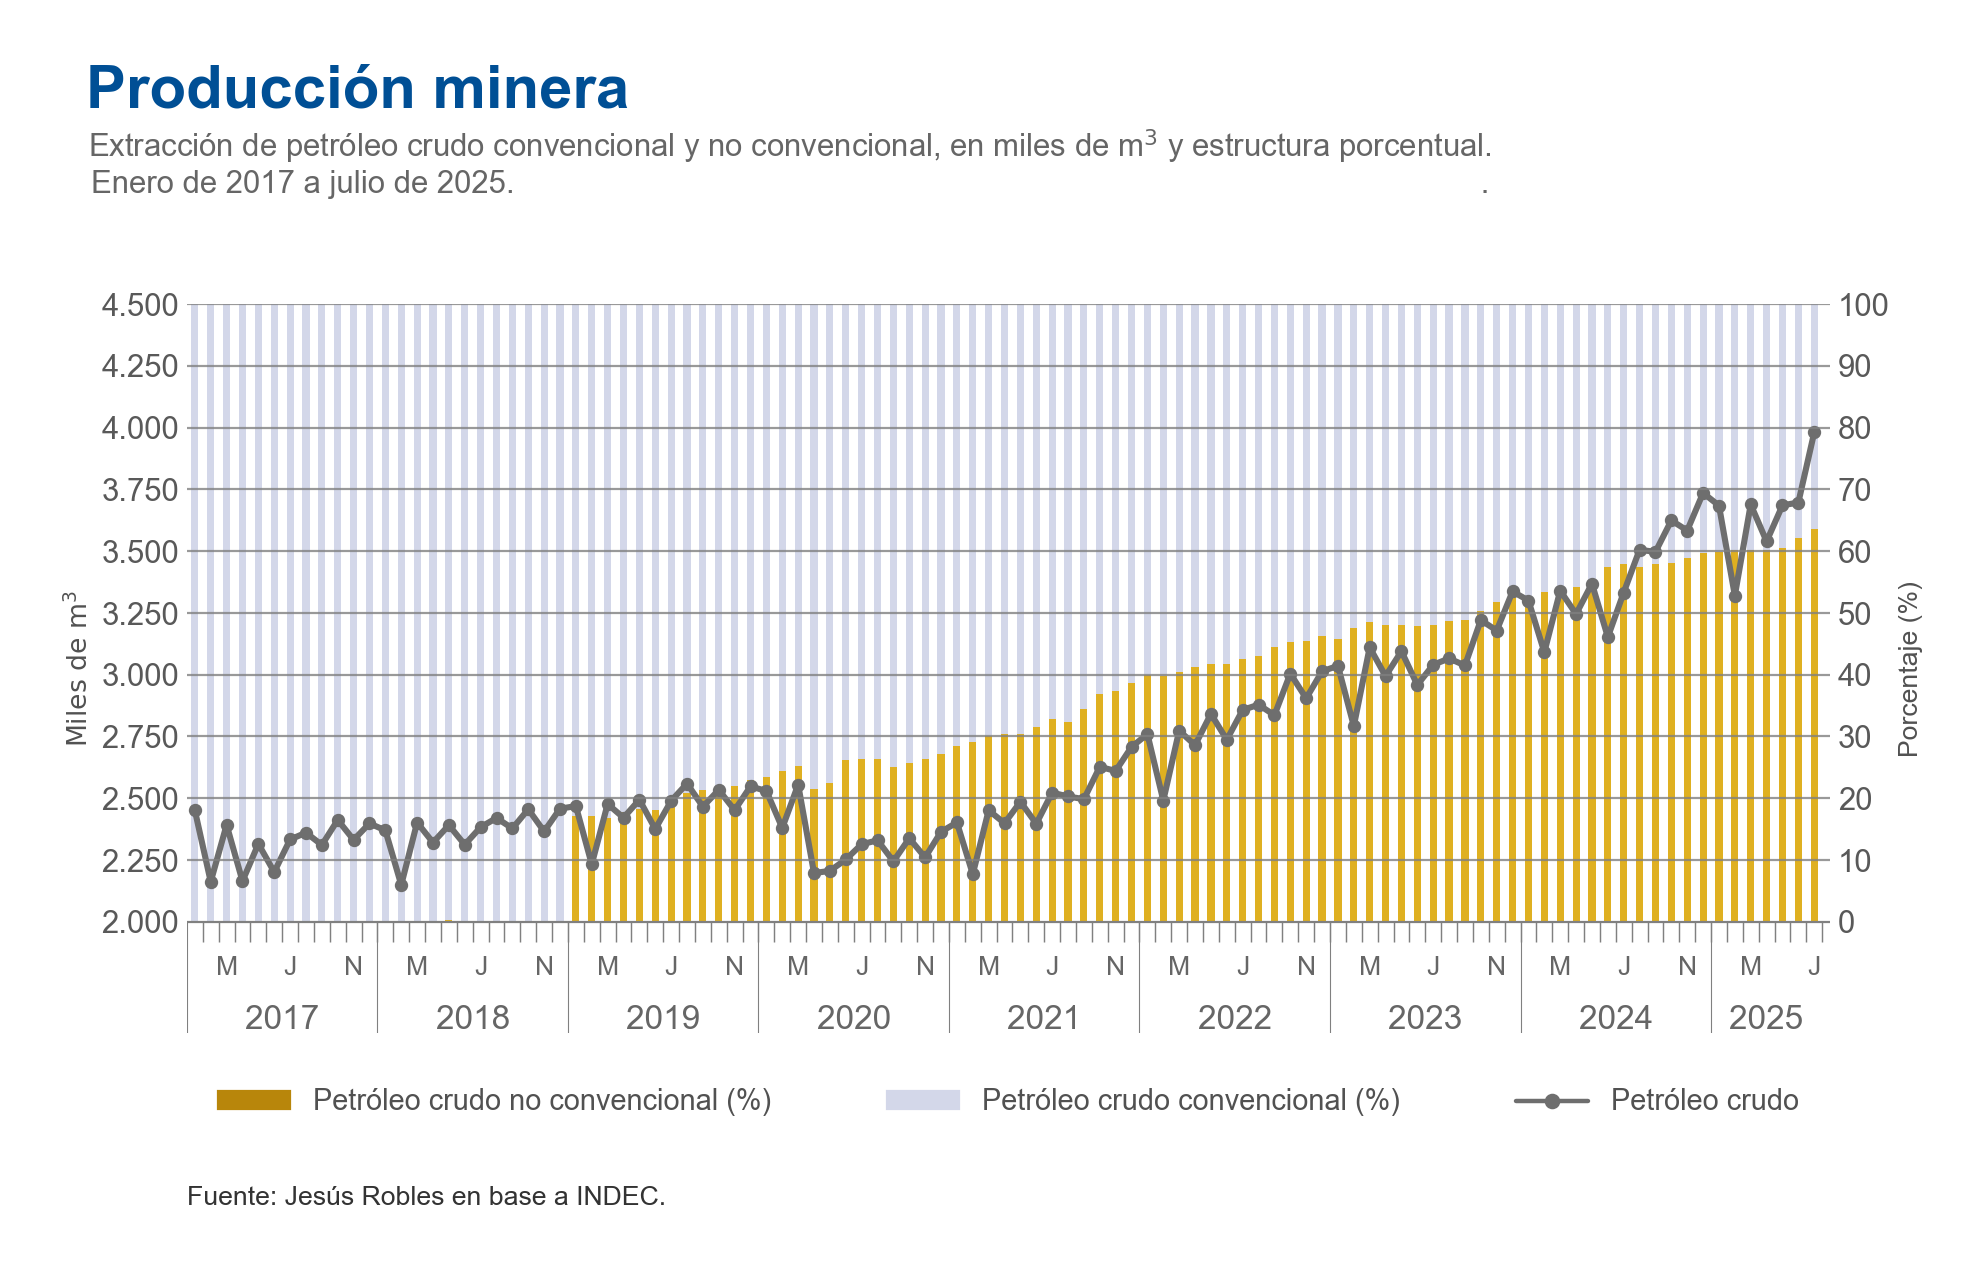 Producción minera
Extracción de petróleo crudo convencional y no convencional, en miles de m³ y estructura porcentual.
Enero de 2017 a julio de 2025. .
4.500 100
4.250 90
4.000 80
3.750 70
3.500 60
3.250 50
3.000 40
2.750 30
2.500 20
2.250 10
2.000 0
Miles de m³
Porcentaje (%)
M J N M J N M J N M J N M J N M J N M J N M J N M J
2017 2018 2019 2020 2021 2022 2023 2024 2025
Petróleo crudo no convencional (%) Petróleo crudo convencional (%) Petróleo crudo
Fuente: Jesús Robles en base a INDEC.